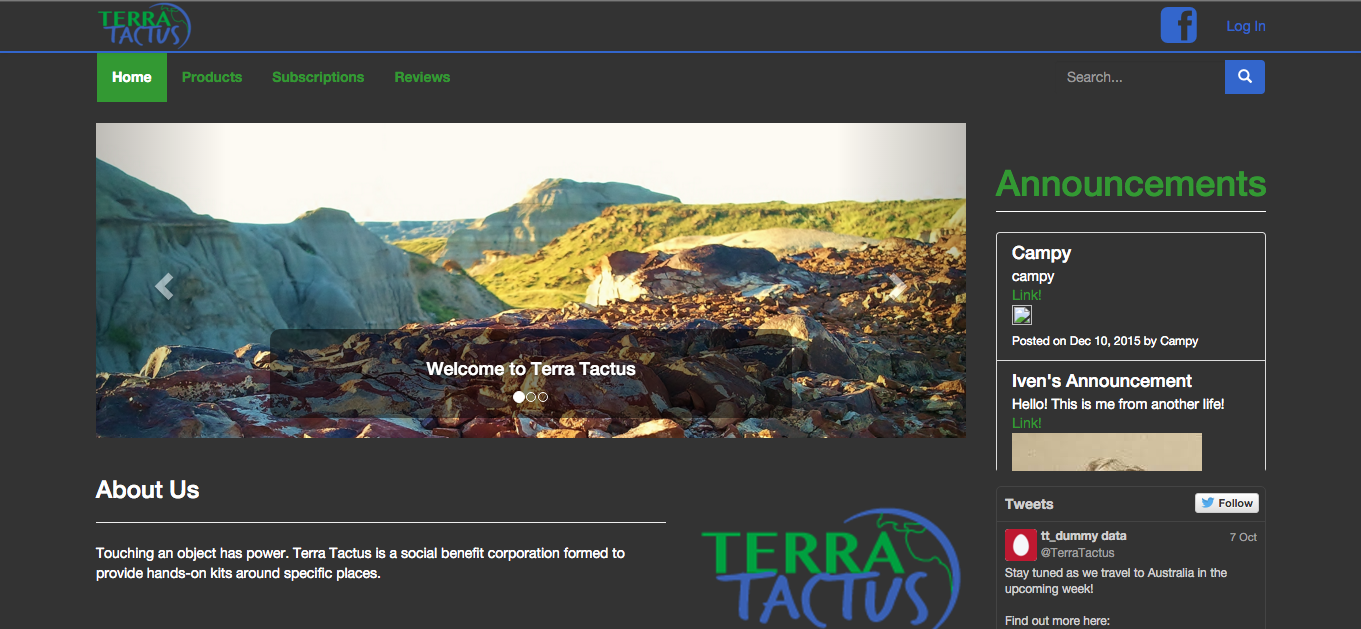 TERRA
TACTUS
Log In
Home Products Subscriptions Reviews
Search...
Welcome to Terra Tactus
About Us
Touching an object has power. Terra Tactus is a social benefit corporation formed to
provide hands-on kits around specific places.
TERRA
TACTUS
Announcements
Campy
campy
Link!
Posted on Dec 10, 2015 by Campy
Iven's Announcement
Hello! This is me from another life!
Link!
Tweets Follow
tt_dummy data 7 Oct
@TerraTactus
Stay tuned as we travel to Australia in the
upcoming week!
Find out more here: